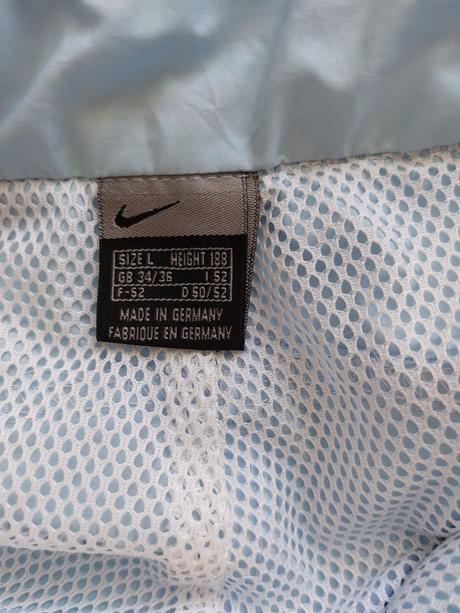 SIZE L HEIGHT 188
GB 34/36 I 52
F-52 D 50/52
MADE IN GERMANY
FABRIQUE EN GERMANY